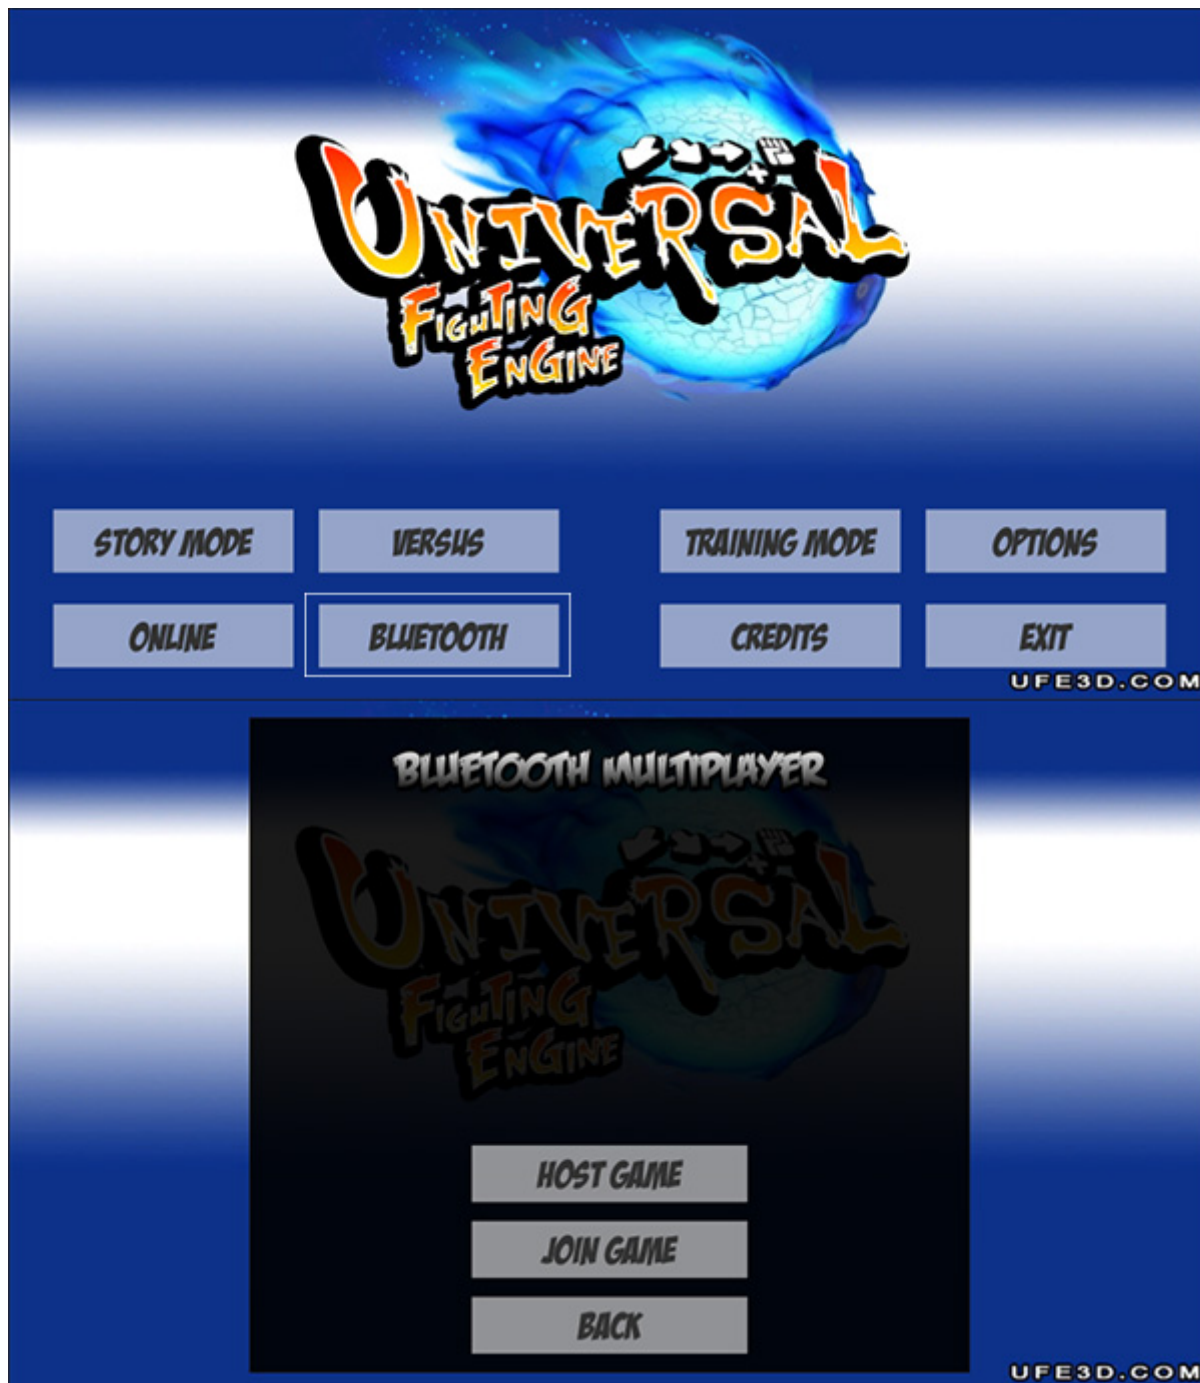 UNIVERSAL
FIGHTING
ENGINE
STORY MODE VERSUS TRAINING MODE OPTIONS
ONLINE BLUETOOTH CREDITS EXIT
UFE3D.COM
BLUETOOTH MULTIPLAYER
UNIVERSAL
FIGHTING
ENGINE
HOST GAME
JOIN GAME
BACK
UFE3D.COM